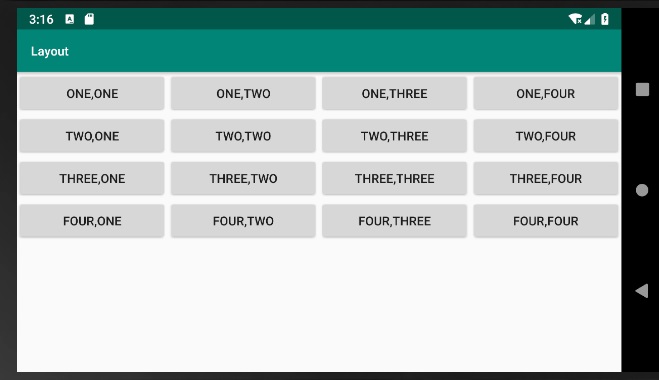 3:16
Layout
ONE,ONE ONE,TWO ONE,THREE ONE,FOUR
TWO,ONE TWO,TWO TWO,THREE TWO,FOUR
THREE,ONE THREE,TWO THREE,THREE THREE,FOUR
FOUR,ONE FOUR,TWO FOUR,THREE FOUR,FOUR